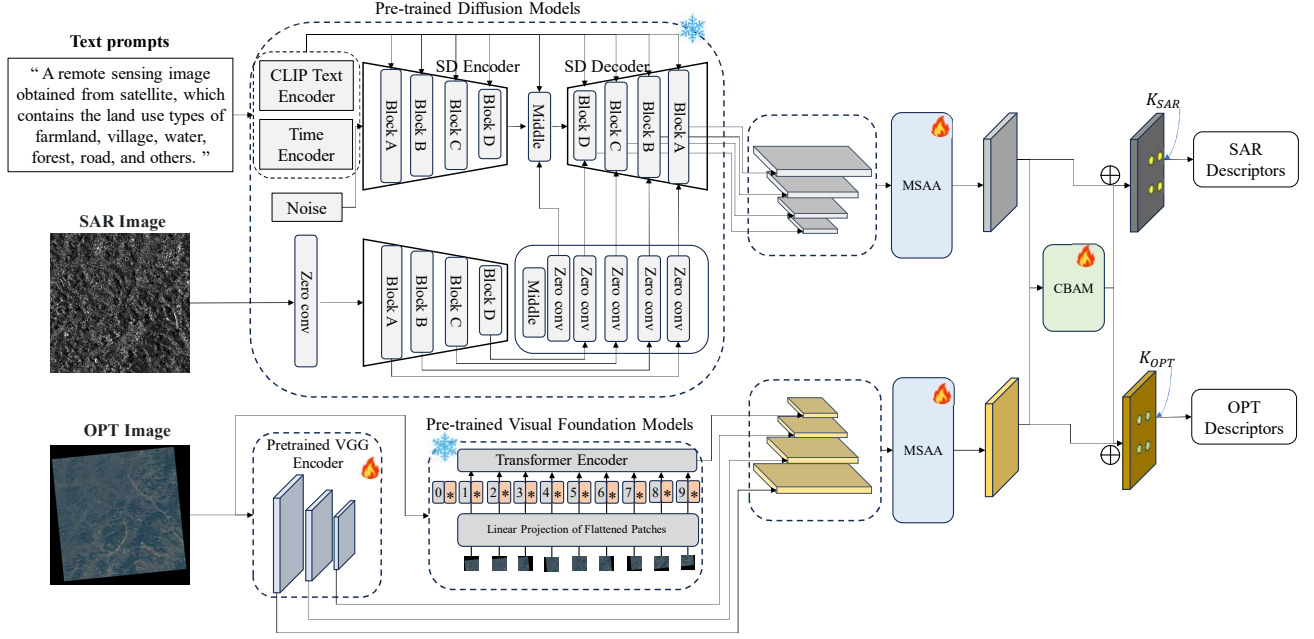 Pre-trained Diffusion Models
Text prompts
“ A remote sensing image
obtained from satellite, which
contains the land use types of
farmland, village, water,
forest, road, and others. ”
CLIP Text
Encoder
Time
Encoder
Noise
SD Encoder
Block A
Block B
Block C
Block D
Middle
SD Decoder
Block D
Block C
Block B
Block A
SAR Image
Zero conv
Block A
Block B
Block C
Block D
Middle
Zero conv
Zero conv
Zero conv
Zero conv
Zero conv
MSAA
K_SAR
SAR
Descriptors
CBAM
OPT Image
Pretrained VGG
Encoder
Pre-trained Visual Foundation Models
Transformer Encoder
0 * 1 * 2 * 3 * 4 * 5 * 6 * 7 * 8 * 9 *
Linear Projection of Flattened Patches
MSAA
K_OPT
OPT
Descriptors